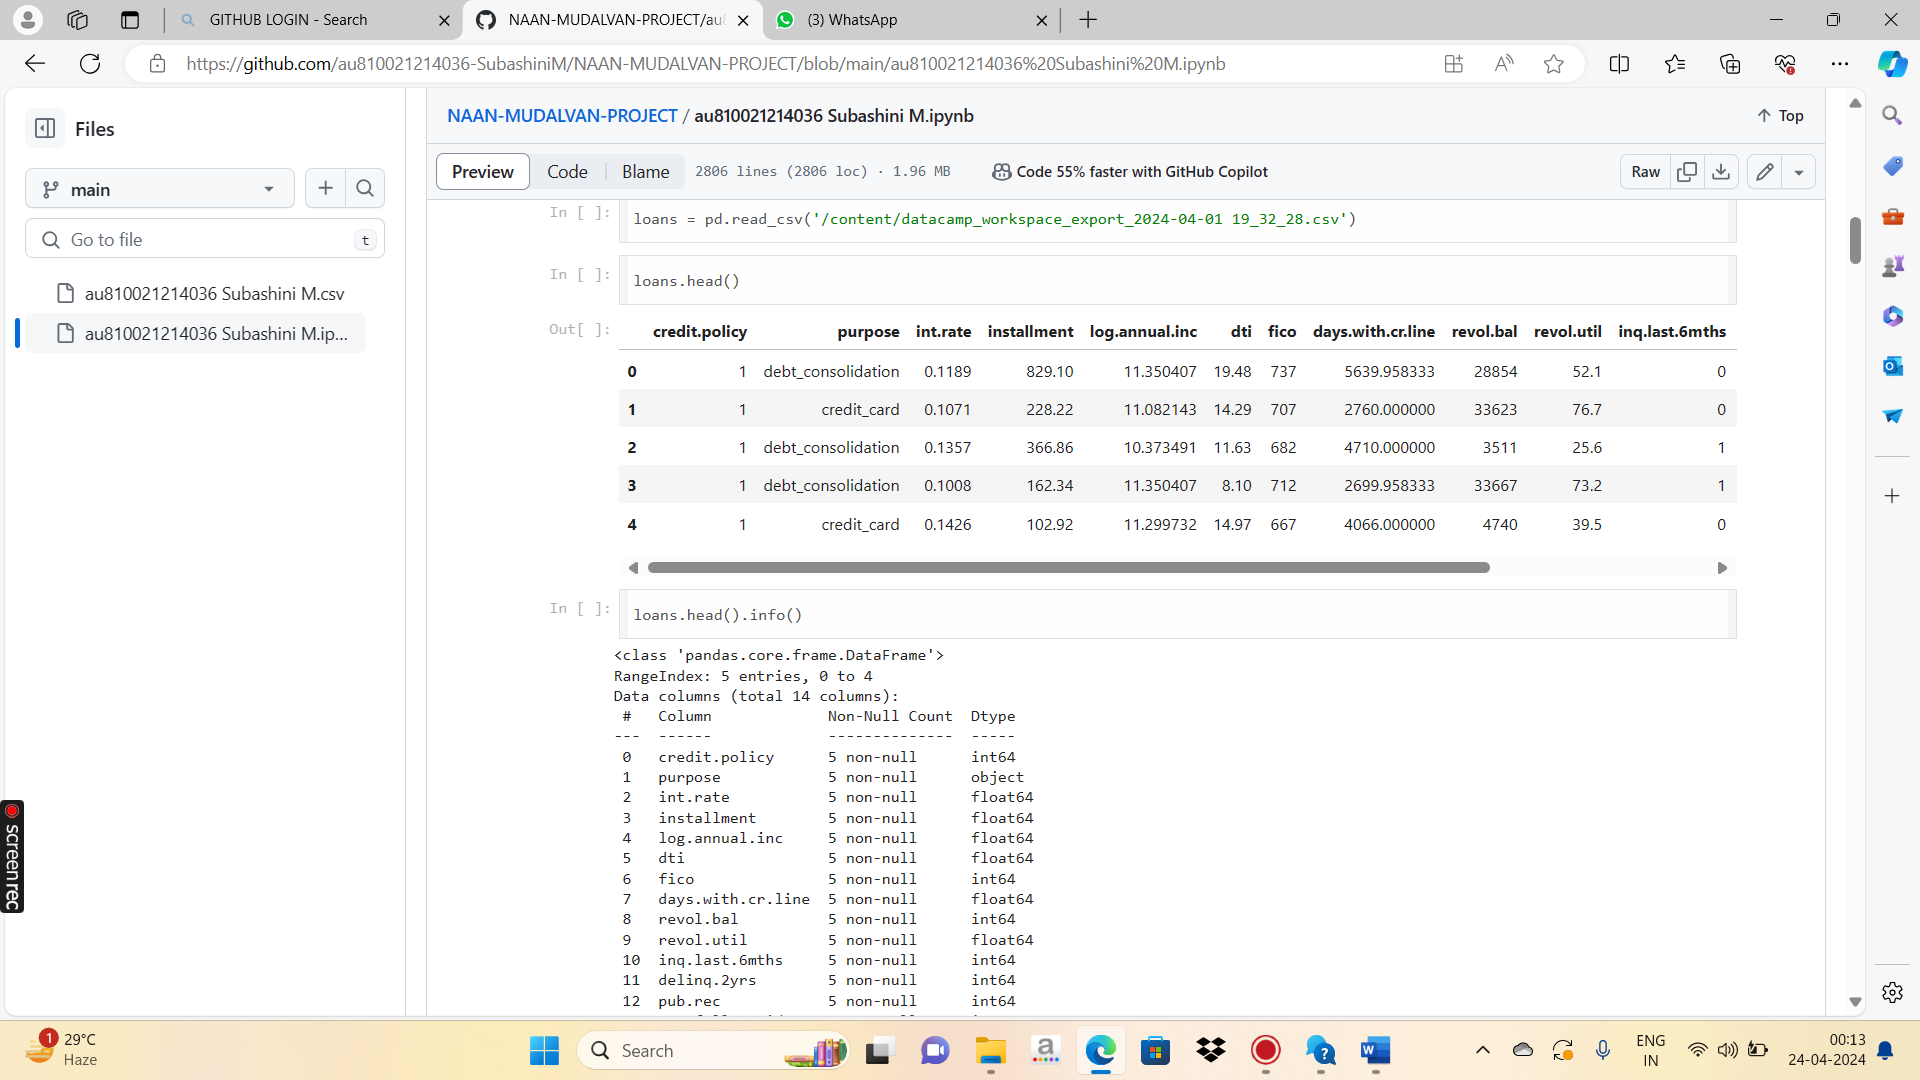 GITHUB LOGIN - Search
NAAN-MUDALVAN-PROJECT/au8
(3) WhatsApp
https://github.com/au810021214036-SubashiniM/NAAN-MUDALVAN-PROJECT/blob/main/au810021214036%20Subashini%20M.ipynb
Files
main
Go to file
t
au810021214036 Subashini M.csv
au810021214036 Subashini M.ip...
NAAN-MUDALVAN-PROJECT / au810021214036 Subashini M.ipynb
Top
Preview Code Blame 2806 lines (2806 loc) · 1.96 MB Code 55% faster with GitHub Copilot Raw
In [ ]: loans = pd.read_csv('/content/datacamp_workspace_export_2024-04-01 19_32_28.csv')
In [ ]: loans.head()
Out[ ]: credit.policy purpose int.rate installment log.annual.inc dti fico days.with.cr.line revol.bal revol.util inq.last.6mths
0 1 debt_consolidation 0.1189 829.10 11.350407 19.48 737 5639.958333 28854 52.1 0
1 1 credit_card 0.1071 228.22 11.082143 14.29 707 2760.000000 33623 76.7 0
2 1 debt_consolidation 0.1357 366.86 10.373491 11.63 682 4710.000000 3511 25.6 1
3 1 debt_consolidation 0.1008 162.34 11.350407 8.10 712 2699.958333 33667 73.2 1
4 1 credit_card 0.1426 102.92 11.299732 14.97 667 4066.000000 4740 39.5 0
In [ ]: loans.head().info()
<class 'pandas.core.frame.DataFrame'>
RangeIndex: 5 entries, 0 to 4
Data columns (total 14 columns):
# Column Non-Null Count Dtype
--- ------ -------------- -----
0 credit.policy 5 non-null int64
1 purpose 5 non-null object
2 int.rate 5 non-null float64
3 installment 5 non-null float64
4 log.annual.inc 5 non-null float64
5 dti 5 non-null float64
6 fico 5 non-null int64
7 days.with.cr.line 5 non-null float64
8 revol.bal 5 non-null int64
9 revol.util 5 non-null float64
10 inq.last.6mths 5 non-null int64
11 delinq.2yrs 5 non-null int64
12 pub.rec 5 non-null int64
screenrec
1
29°C
Haze
Search
ENG
IN
00:13
24-04-2024